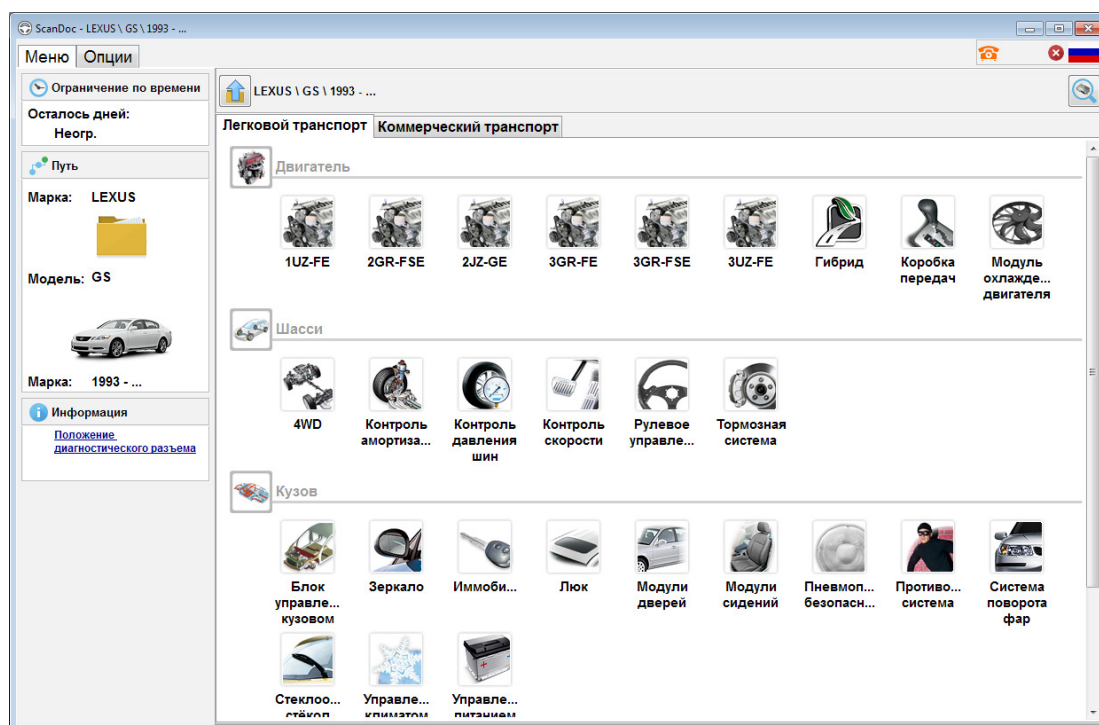 ScanDoc - LEXUS \ GS \ 1993 - ...
Меню Опции
Ограничение по времени
Осталось дней:
Неогр.
Путь
Марка: LEXUS
Модель: GS
Марка: 1993 - ...
Информация
Положение
диагностического разъема
LEXUS \ GS \ 1993 - ...
Легковой транспорт Коммерческий транспорт
Двигатель
1UZ-FE 2GR-FSE 2JZ-GE 3GR-FE 3GR-FSE 3UZ-FE Гибрид Коробка Модуль
передач охлажде...
двигателя
Шасси
4WD Контроль Контроль Контроль Рулевое Тормозная
амортиза... давления скорости управле... система
шин
Кузов
Блок Зеркало Иммоби... Люк Модули Модули Пневмоп... Противо... Система
управле... дверей сидений безопасн... система поворота
кузовом фар
Стеклоо... Управле... Управле...
стёкол климатом питанием